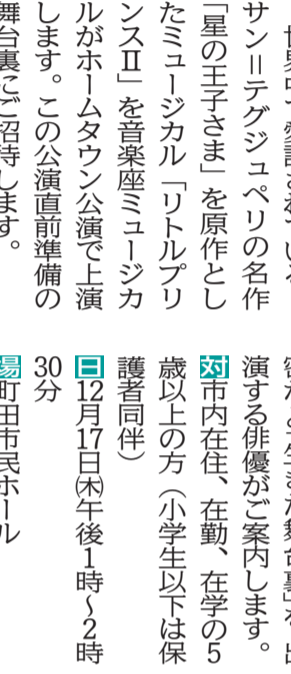 サン＝テグジュペリの名作
「星の王子さま」を原作とし
たミュージカル「リトルプリ
ンスⅡ」を音楽座ミュージカ
ルがホームタウン公演で上演
します。この公演直前準備の
舞台裏にご招待します。
演する俳優がご案内します。
対市内在住、在勤、在学の5
歳以上の方（小学生以下は保
護者同伴）
日12月17日㈭午後1時～2時
30分
場町田市民ホール